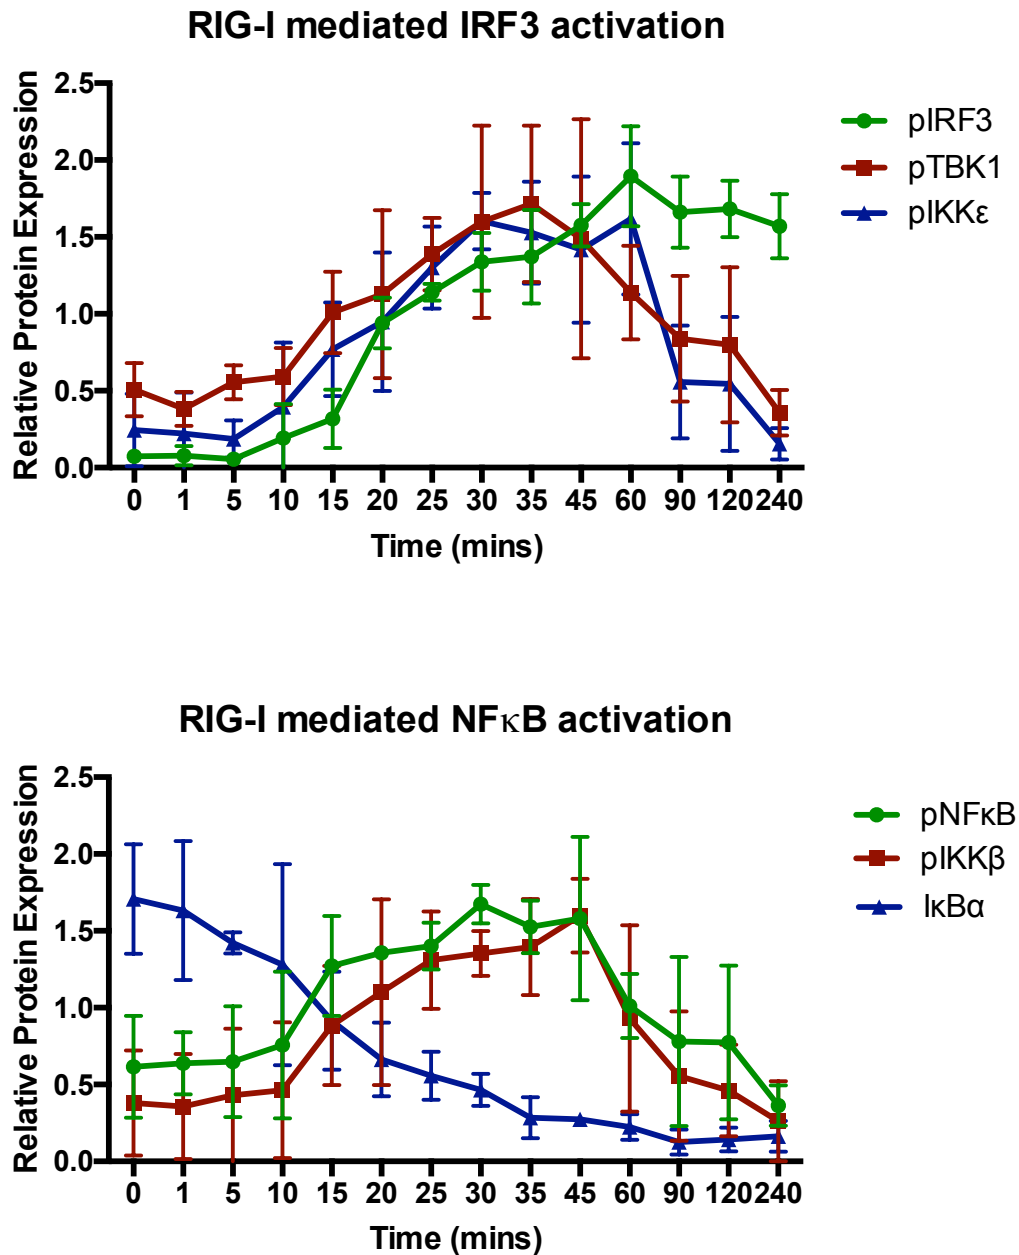 RIG-I mediated IRF3 activation
Relative Protein Expression
2.5
2.0
1.5
1.0
0.5
0.0
0 1 5 10 15 20 25 30 35 45 60 90 120 240
Time (mins)
pIRF3
pTBK1
pIKKε
RIG-I mediated NFκB activation
Relative Protein Expression
2.5
2.0
1.5
1.0
0.5
0.0
0 1 5 10 15 20 25 30 35 45 60 90 120 240
Time (mins)
pNFκB
pIKKβ
IκBα